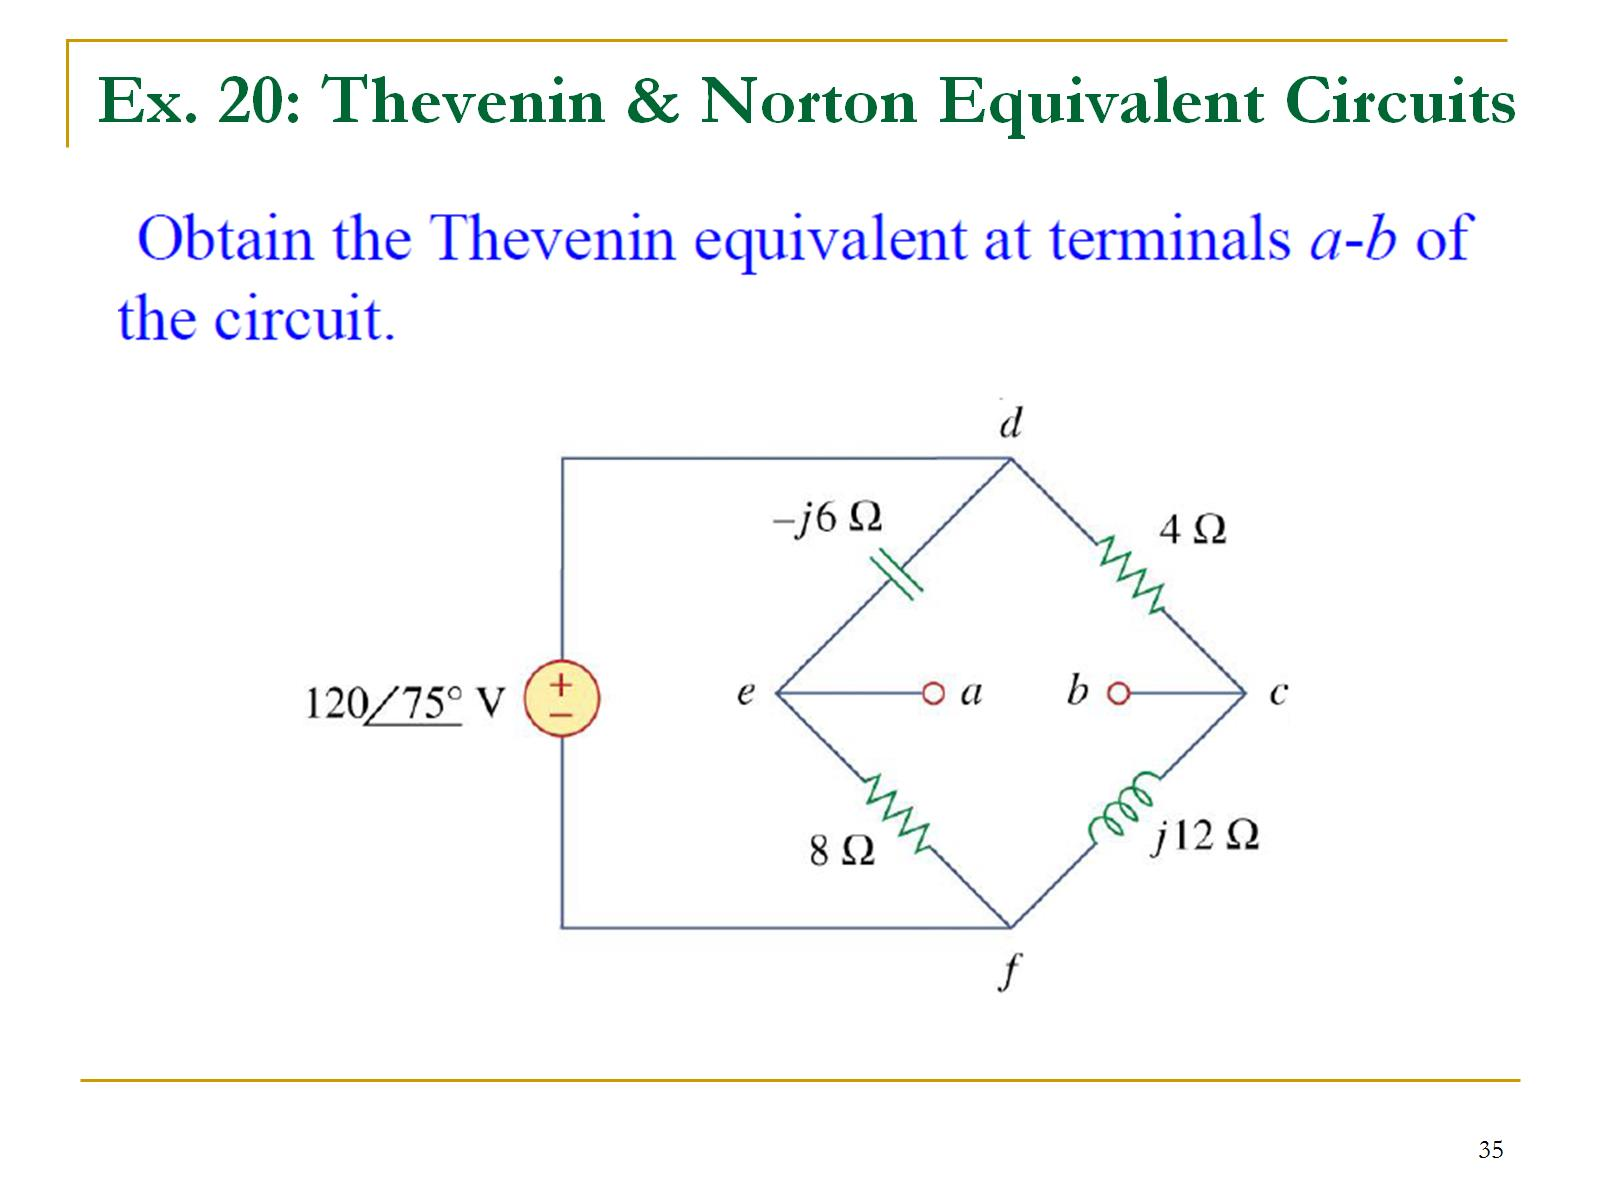 Ex. 20: Thevenin & Norton Equivalent Circuits
Obtain the Thevenin equivalent at terminals a-b of
the circuit.
d
–j6 Ω
4 Ω
120/75° V
+
–
e
a
b
c
8 Ω
j12 Ω
f
35